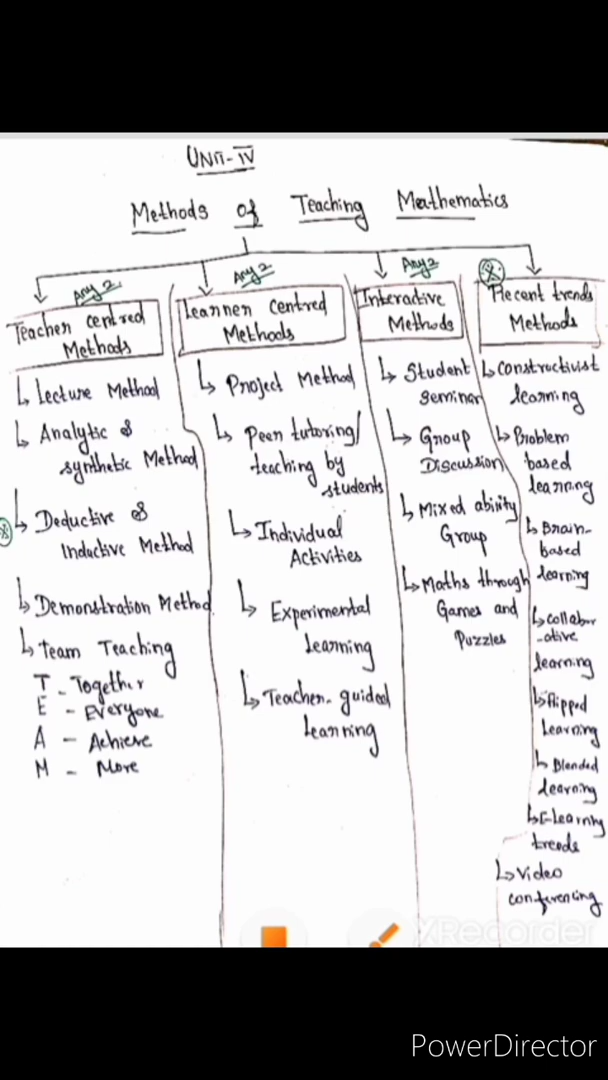 UNIT-IV
Methods of Teaching Mathematics
Any 2
Teacher centred
Methods
↳ Lecture Method
↳ Analytic &
synthetic Method
↳ Deductive &
Inductive Method
↳ Demonstration Method
↳ Team Teaching
T - Together
E - Everyone
A - Achieve
M - More
Any 2
Learner centred
Methods
↳ Project Method
↳ Peer tutoring/
teaching by
students
↳ Individual
Activities
↳ Experimental
learning
↳ Teacher-guided
learning
Any 2
Interactive
Methods
↳ Student
seminar
↳ Group
Discussion
↳ Mixed ability
Group
↳ Maths through
Games and
Puzzles
Recent trends
Methods
↳ Constructivist
learning
↳ Problem
based
learning
↳ Brain-
based
learning
↳ collabor
-ative
learning
↳ flipped
learning
↳ Blended
learning
↳ E-learning
trends
↳ Video
conferencing
XRecorder
PowerDirector